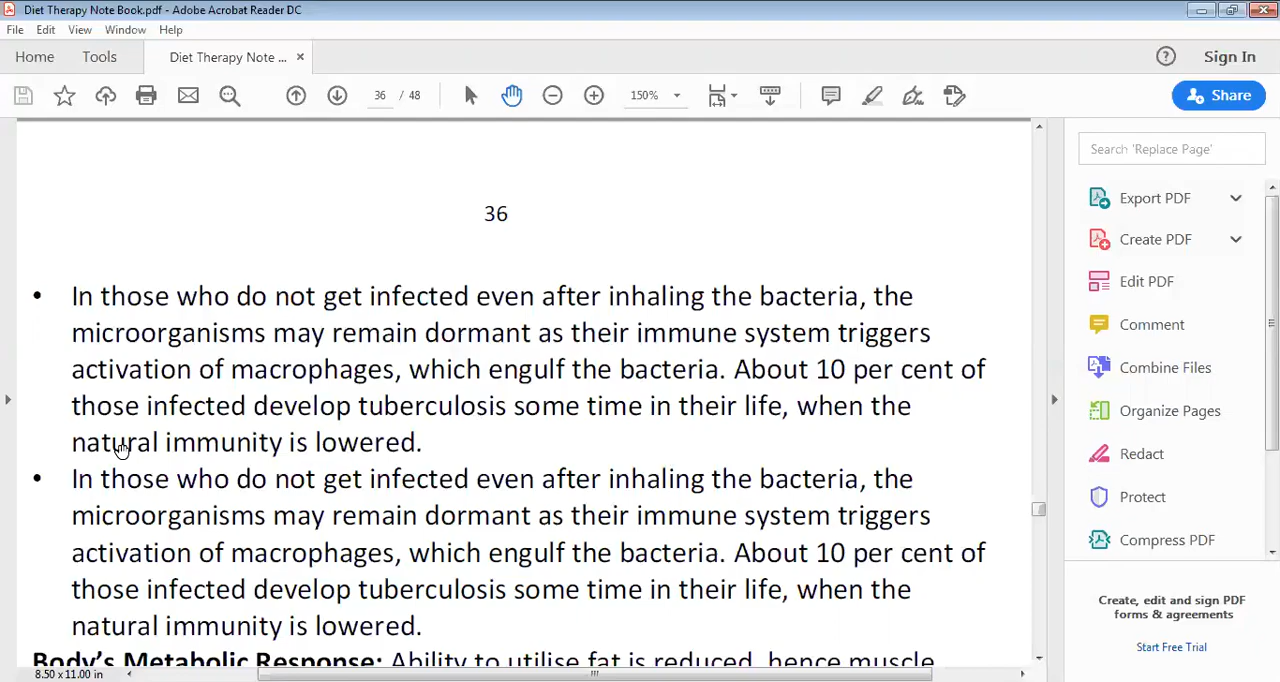 Diet Therapy Note Book.pdf - Adobe Acrobat Reader DC
File Edit View Window Help
Home Tools Diet Therapy Note ... × Sign In
36 / 48 150% Share
36
• In those who do not get infected even after inhaling the bacteria, the
microorganisms may remain dormant as their immune system triggers
activation of macrophages, which engulf the bacteria. About 10 per cent of
those infected develop tuberculosis some time in their life, when the
natural immunity is lowered.
• In those who do not get infected even after inhaling the bacteria, the
microorganisms may remain dormant as their immune system triggers
activation of macrophages, which engulf the bacteria. About 10 per cent of
those infected develop tuberculosis some time in their life, when the
natural immunity is lowered.
Body's Metabolic Response: Ability to utilise fat is reduced, hence muscle
8.50 x 11.00 in
Search 'Replace Page'
Export PDF
Create PDF
Edit PDF
Comment
Combine Files
Organize Pages
Redact
Protect
Compress PDF
Create, edit and sign PDF
forms & agreements
Start Free Trial